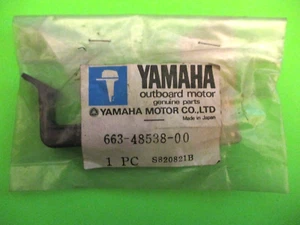 YAMAHA
outboard motor
genuine parts
YAMAHA MOTOR CO.,LTD
Made in Japan
663-48538-00
1 PC S820821B